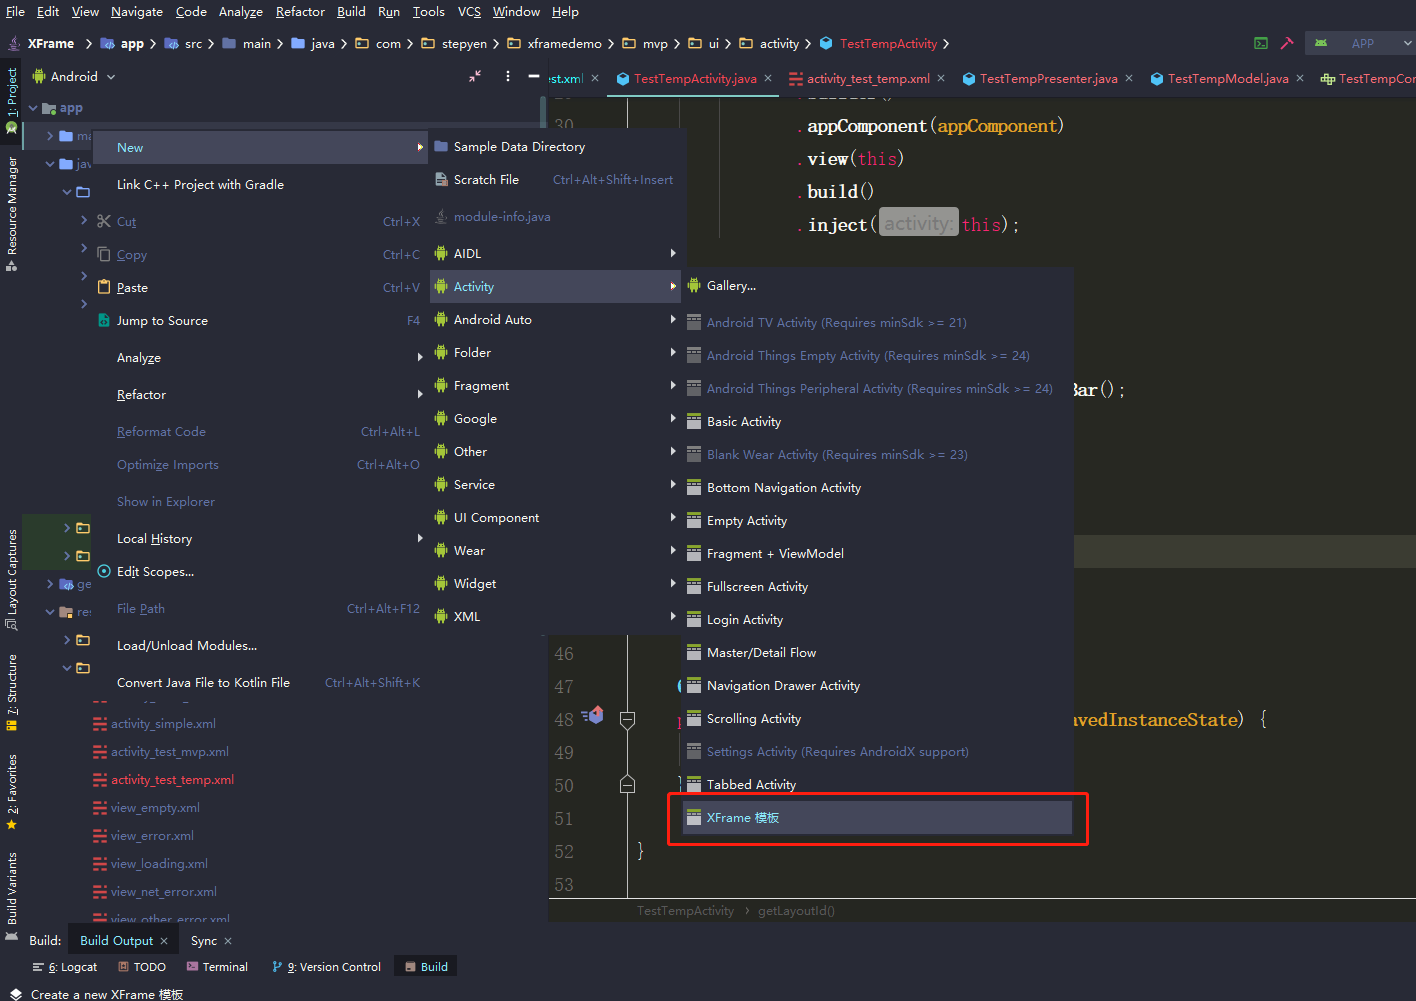 File Edit View Navigate Code Analyze Refactor Build Run Tools VCS Window Help
XFrame app src main java com stepyen xframedemo mvp ui activity TestTempActivity APP
1: Project
Resource Manager
Layout Captures
7: Structure
2: Favorites
Build Variants
Android
est.xml TestTempActivity.java activity_test_temp.xml TestTempPresenter.java TestTempModel.java TestTempCon
app
ma
jav
New
Link C++ Project with Gradle
Cut Ctrl+X
Copy Ctrl+C
Paste Ctrl+V
Jump to Source F4
Analyze
Refactor
Reformat Code Ctrl+Alt+L
Optimize Imports Ctrl+Alt+O
Show in Explorer
Local History
Edit Scopes...
File Path Ctrl+Alt+F12
Load/Unload Modules...
Convert Java File to Kotlin File Ctrl+Alt+Shift+K
ge
res
activity_simple.xml
activity_test_mvp.xml
activity_test_temp.xml
view_empty.xml
view_error.xml
view_loading.xml
view_net_error.xml
view_other_error.xml
Sample Data Directory
Scratch File Ctrl+Alt+Shift+Insert
module-info.java
AIDL
Activity
Android Auto
Folder
Fragment
Google
Other
Service
UI Component
Wear
Widget
XML
Gallery...
Android TV Activity (Requires minSdk >= 21)
Android Things Empty Activity (Requires minSdk >= 24)
Android Things Peripheral Activity (Requires minSdk >= 24)
Basic Activity
Blank Wear Activity (Requires minSdk >= 23)
Bottom Navigation Activity
Empty Activity
Fragment + ViewModel
Fullscreen Activity
Login Activity
Master/Detail Flow
Navigation Drawer Activity
Scrolling Activity
Settings Activity (Requires AndroidX support)
Tabbed Activity
XFrame 模板
30 .appComponent(appComponent)
.view(this)
.build()
.inject( activity: this);
Bar();
46
47
48 avedInstanceState) {
49
50 }
51
52 }
53
TestTempActivity getLayoutId()
Build: Build Output Sync
6: Logcat TODO Terminal 9: Version Control Build
Create a new XFrame 模板